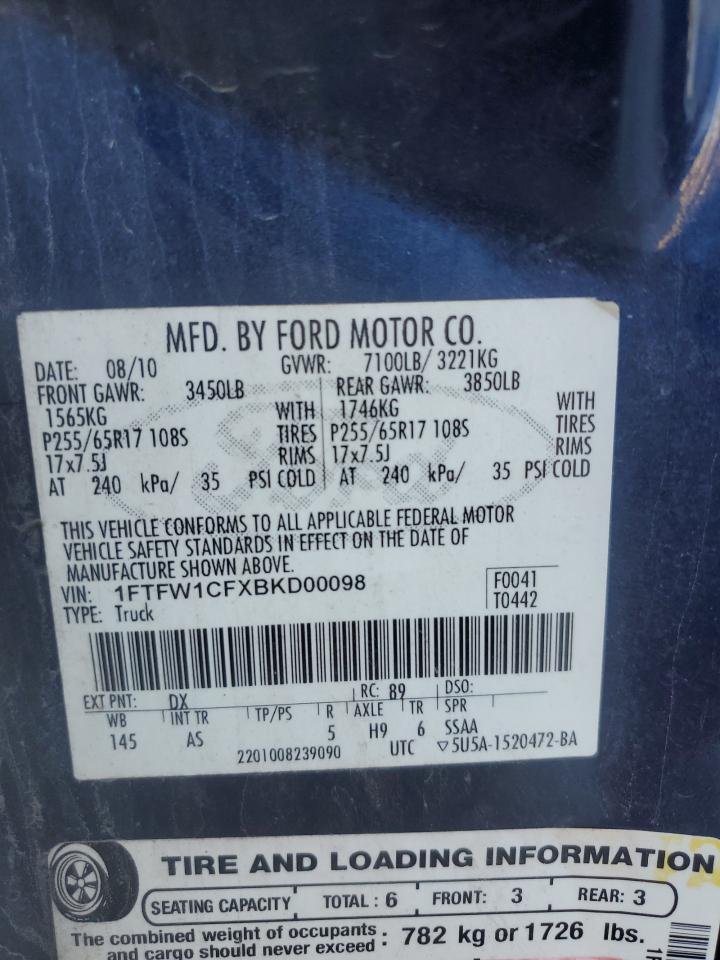 MFD. BY FORD MOTOR CO.
DATE: 08/10 GVWR: 7100LB/ 3221KG
FRONT GAWR: 3450LB REAR GAWR: 3850LB
1565KG WITH 1746KG WITH
P255/65R17 108S TIRES P255/65R17 108S TIRES
17x7.5J RIMS 17x7.5J RIMS
AT 240 kPa/ 35 PSI COLD AT 240 kPa/ 35 PSI COLD
Ford
THIS VEHICLE CONFORMS TO ALL APPLICABLE FEDERAL MOTOR
VEHICLE SAFETY STANDARDS IN EFFECT ON THE DATE OF
MANUFACTURE SHOWN ABOVE.
VIN: 1FTFW1CFXBKD00098 F0041
TYPE: Truck T0442
EXT PNT: DX RC: 89 DSO:
WB INT TR TP/PS R AXLE TR SPR
145 AS 5 H9 6 SSAA
2201008239090 UTC ▽5U5A-1520472-BA
TIRE AND LOADING INFORMATION
SEATING CAPACITY TOTAL : 6 FRONT: 3 REAR: 3
The combined weight of occupants
and cargo should never exceed : 782 kg or 1726 lbs.